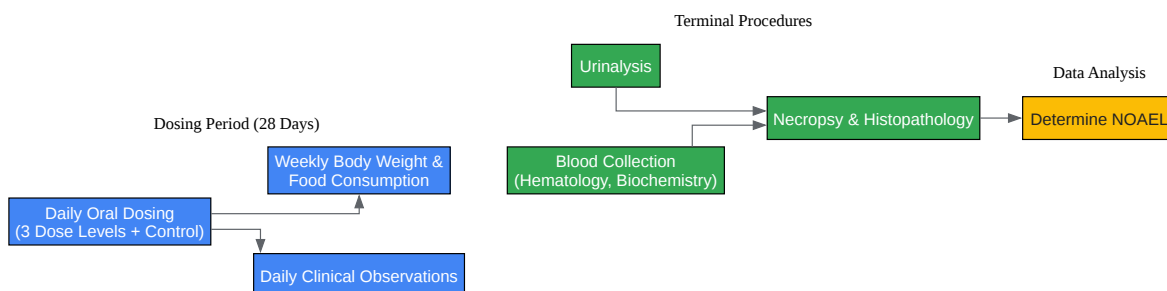 Terminal Procedures
Urinalysis
Data Analysis
Necropsy & Histopathology
Determine NOAEL
Dosing Period (28 Days)
Weekly Body Weight &
Food Consumption
Blood Collection
(Hematology, Biochemistry)
Daily Oral Dosing
(3 Dose Levels + Control)
Daily Clinical Observations